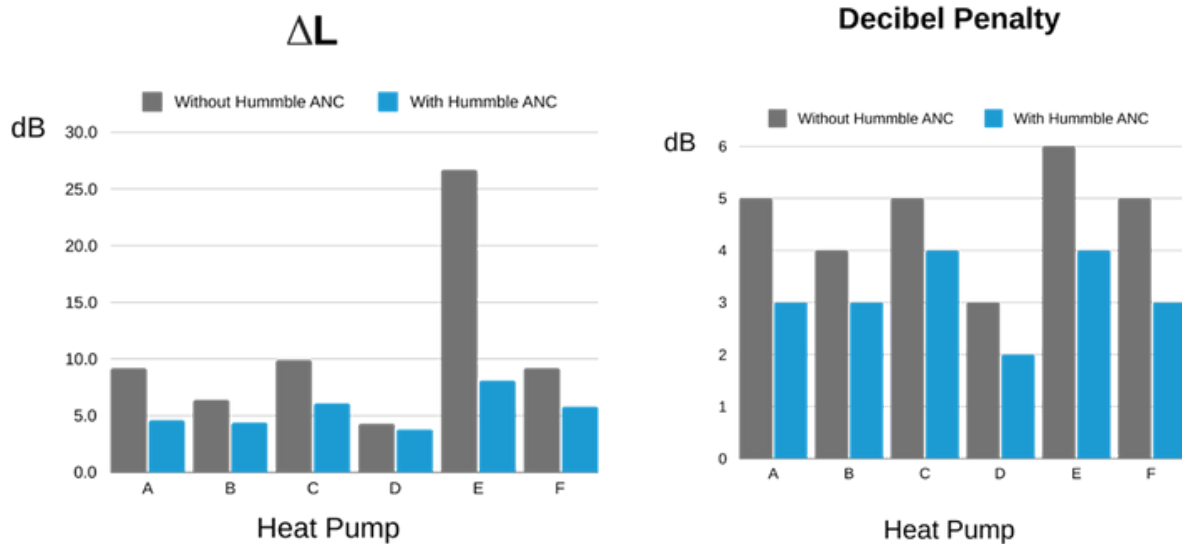 ΔL
Without Hummble ANC
With Hummble ANC
dB
30.0
25.0
20.0
15.0
10.0
5.0
0.0
A B C D E F
Heat Pump
Decibel Penalty
Without Hummble ANC
With Hummble ANC
dB
6
5
4
3
2
1
0
A B C D E F
Heat Pump